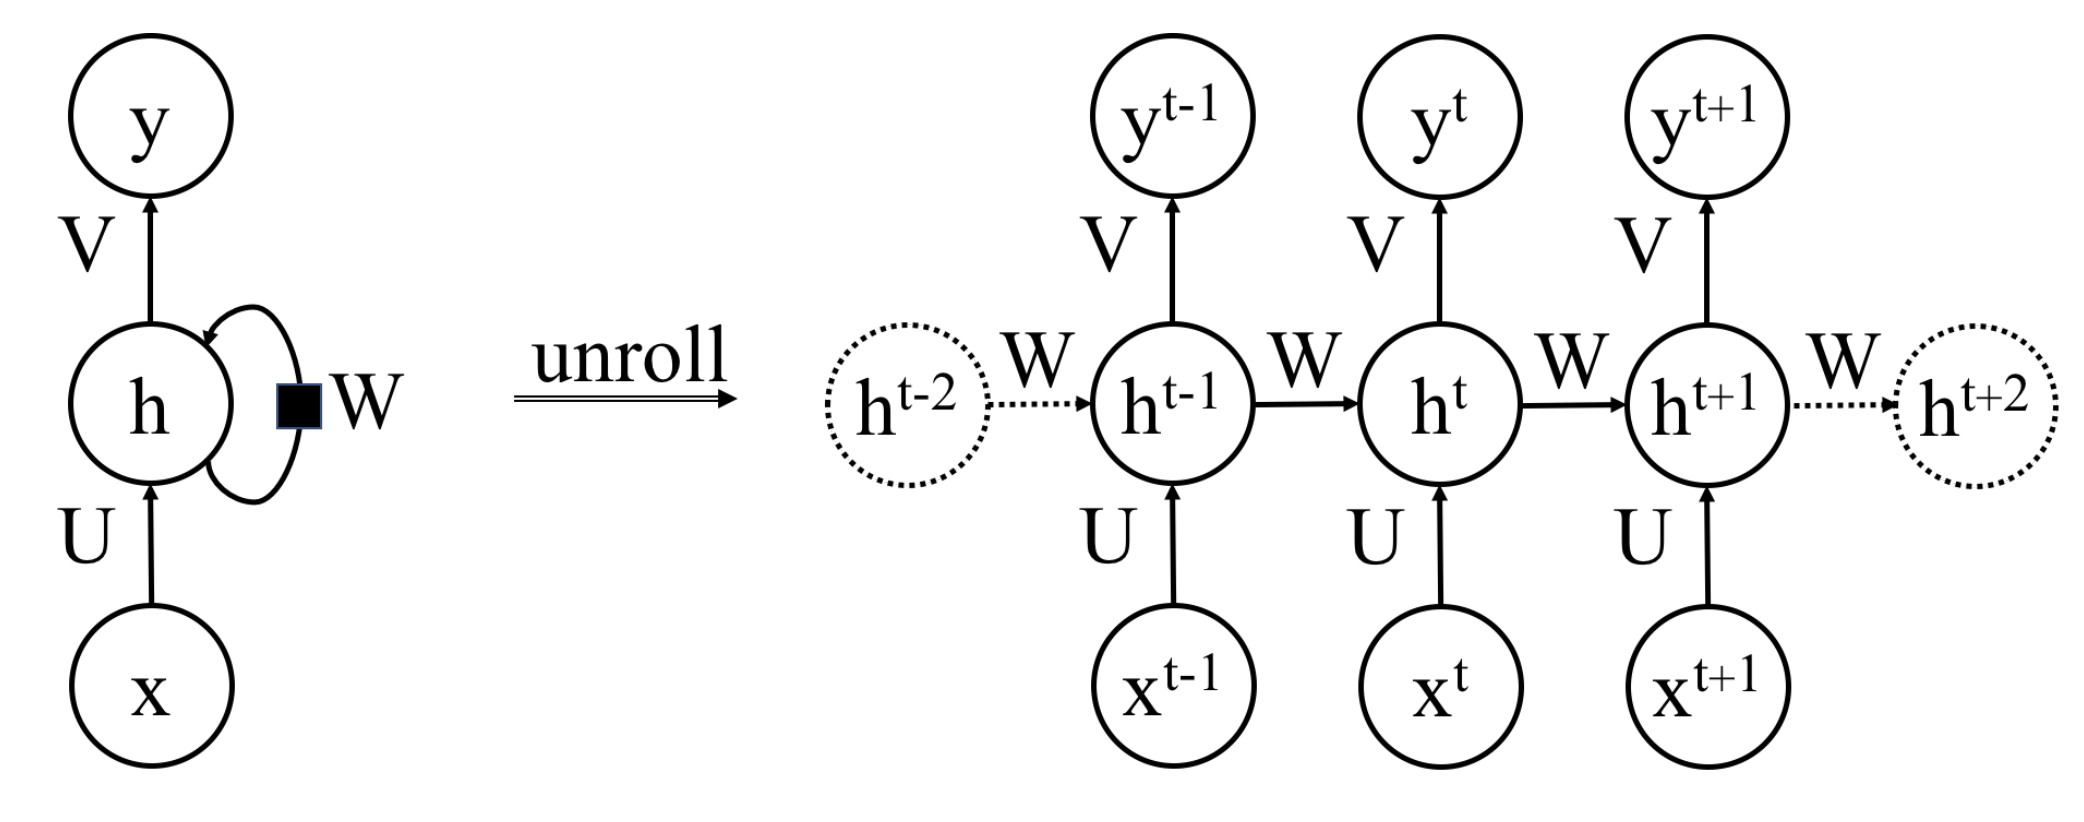 y y^t-1 y^t y^t+1
V V V V
unroll
h W h^t-2 W h^t-1 W h^t W h^t+1 W h^t+2
U U U U
x x^t-1 x^t x^t+1